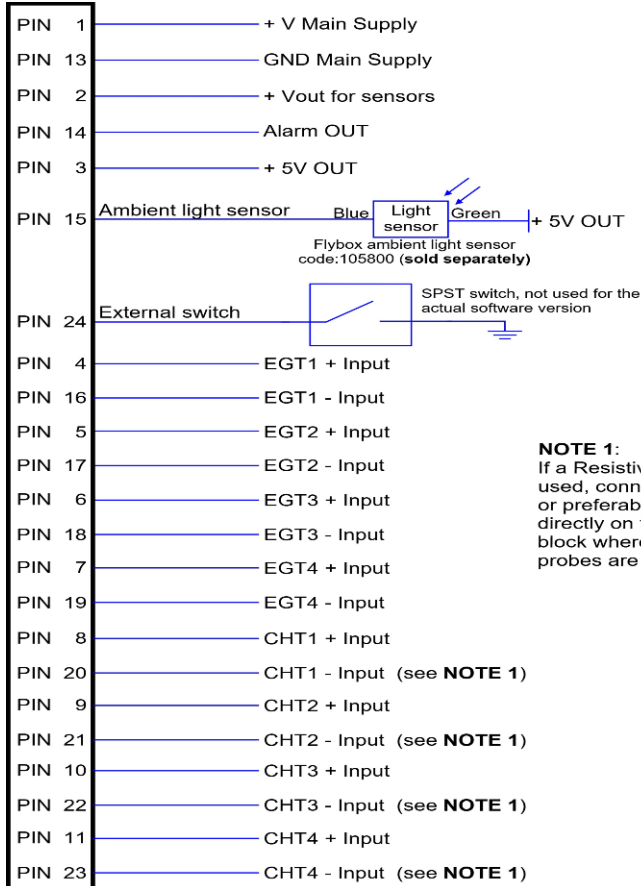 PIN 1 + V Main Supply
PIN 13 GND Main Supply
PIN 2 + Vout for sensors
PIN 14 Alarm OUT
PIN 3 + 5V OUT
PIN 15 Ambient light sensor Blue Light sensor Green + 5V OUT
Flybox ambient light sensor
code:105800 (sold separately)
PIN 24 External switch
SPST switch, not used for the
actual software version
PIN 4 EGT1 + Input
PIN 16 EGT1 - Input
PIN 5 EGT2 + Input
PIN 17 EGT2 - Input
PIN 6 EGT3 + Input
PIN 18 EGT3 - Input
PIN 7 EGT4 + Input
PIN 19 EGT4 - Input
PIN 8 CHT1 + Input
PIN 20 CHT1 - Input (see NOTE 1)
PIN 9 CHT2 + Input
PIN 21 CHT2 - Input (see NOTE 1)
PIN 10 CHT3 + Input
PIN 22 CHT3 - Input (see NOTE 1)
PIN 11 CHT4 + Input
PIN 23 CHT4 - Input (see NOTE 1)
NOTE 1:
If a
used,
or
directly on
block
probes are